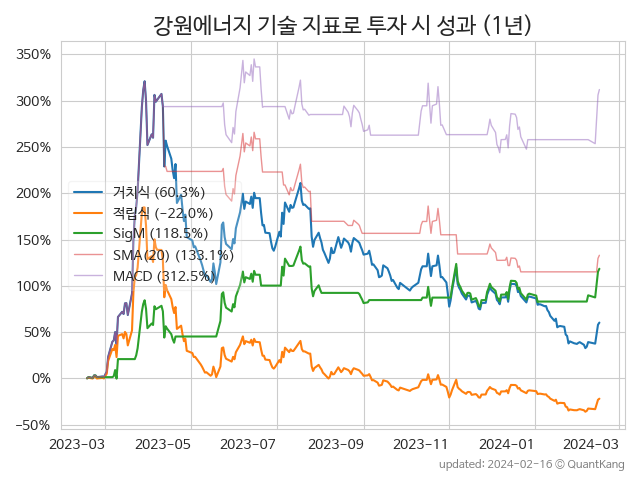 강원에너지 기술 지표로 투자 시 성과 (1년)
350%
300%
250%
200%
150%
100%
50%
0%
−50%
거치식 (60.3%)
적립식 (−22.0%)
SigM (118.5%)
SMA(20) (133.1%)
MACD (312.5%)
2023−03 2023−05 2023−07 2023−09 2023−11 2024−01 2024−03
updated: 2024-02-16 © QuantKang